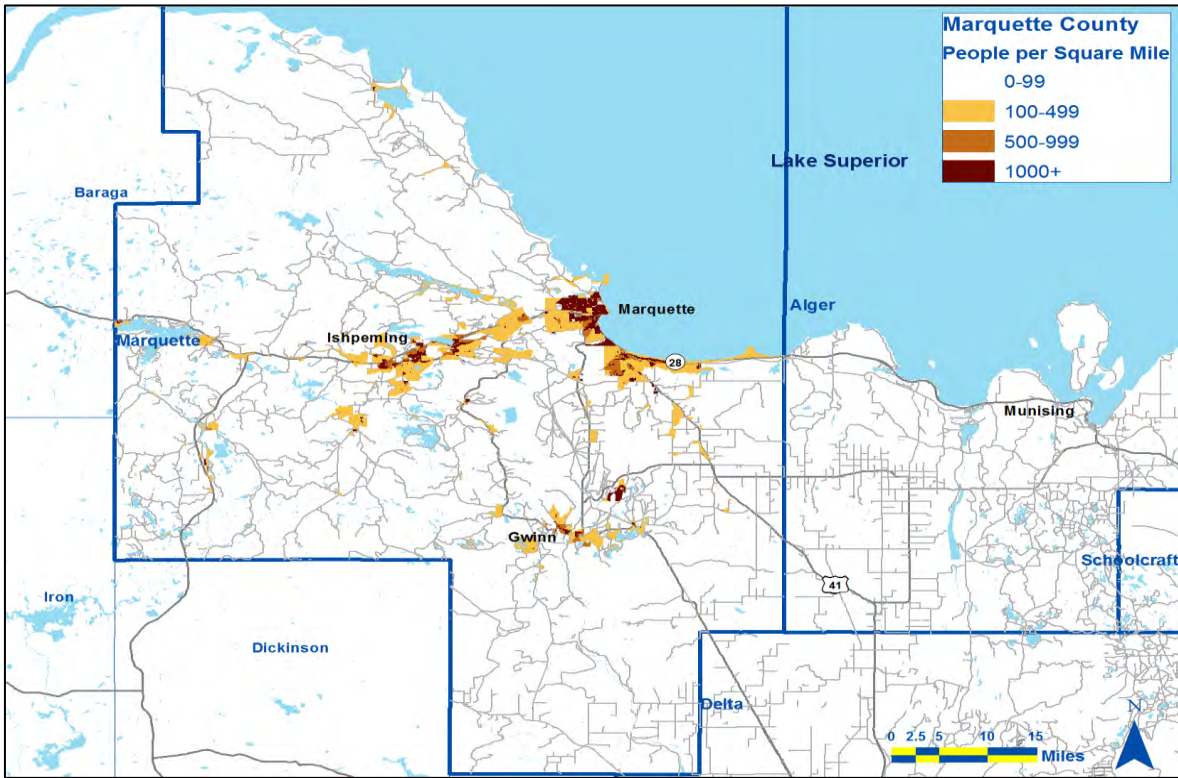 Marquette County
People per Square Mile
0-99
100-499
500-999
1000+
Lake Superior
Baraga
Marquette
Alger
Marquette
Ishpeming
28
Munising
Gwinn
Schoolcraft
41
Iron
Dickinson
Delta
N
0 2.5 5 10 15
Miles